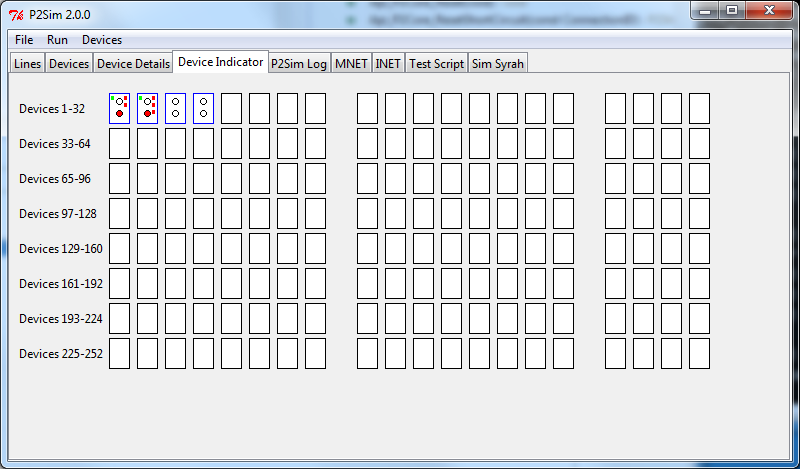 P2Sim 2.0.0
File Run Devices
Lines Devices Device Details Device Indicator P2Sim Log MNET INET Test Script Sim Syrah
Devices 1-32
Devices 33-64
Devices 65-96
Devices 97-128
Devices 129-160
Devices 161-192
Devices 193-224
Devices 225-252